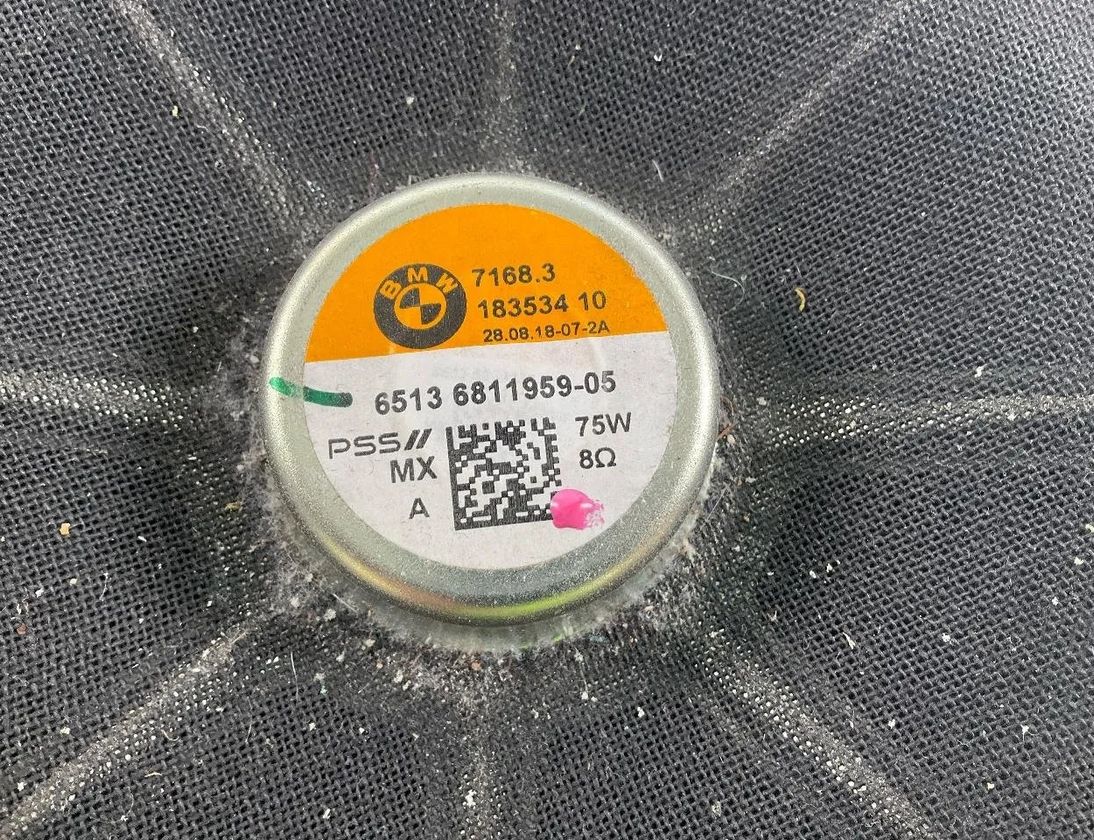 BMW
7168.3
183534 10
28.08.18-07-2A
6513 6811959-05
PSS//
75W
MX
8Ω
A